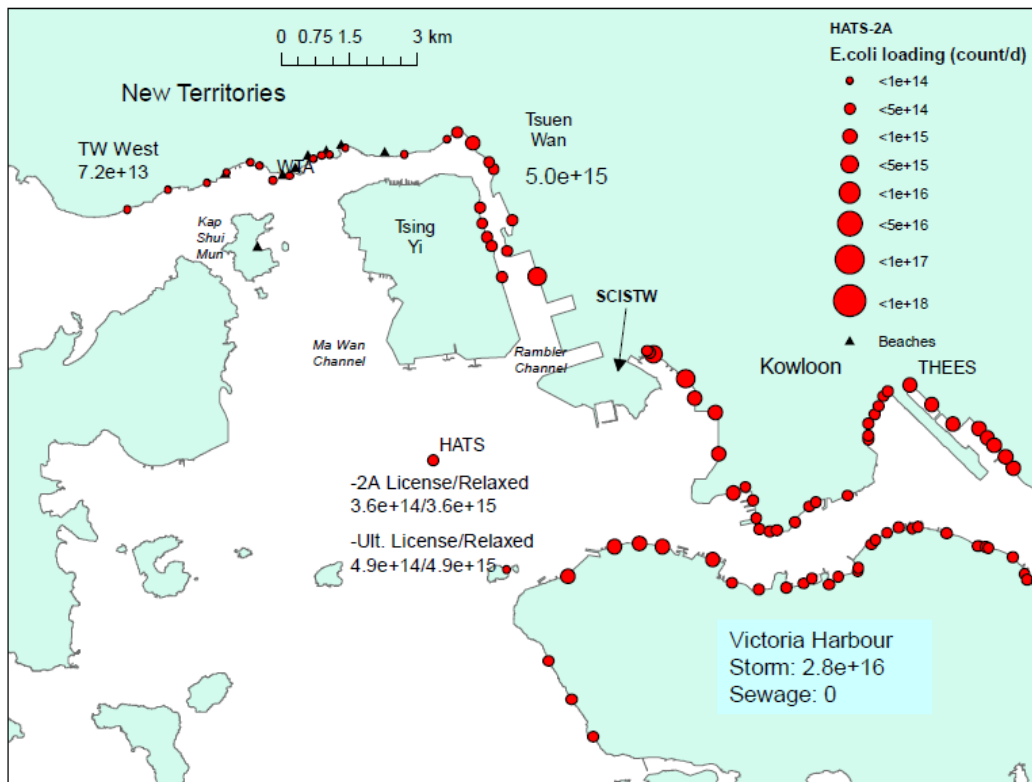 0 0.75 1.5 3 km
HATS-2A
E.coli loading (count/d)
<1e+14
<5e+14
<1e+15
<5e+15
<1e+16
<5e+16
<1e+17
<1e+18
Beaches
New Territories
TW West
7.2e+13
WTA
Tsuen
Wan
5.0e+15
Kap
Shui
Mun
Tsing
Yi
SCISTW
Ma Wan
Channel
Rambler
Channel
Kowloon
THEES
HATS
-2A License/Relaxed
3.6e+14/3.6e+15
-Ult. License/Relaxed
4.9e+14/4.9e+15
Victoria Harbour
Storm: 2.8e+16
Sewage: 0